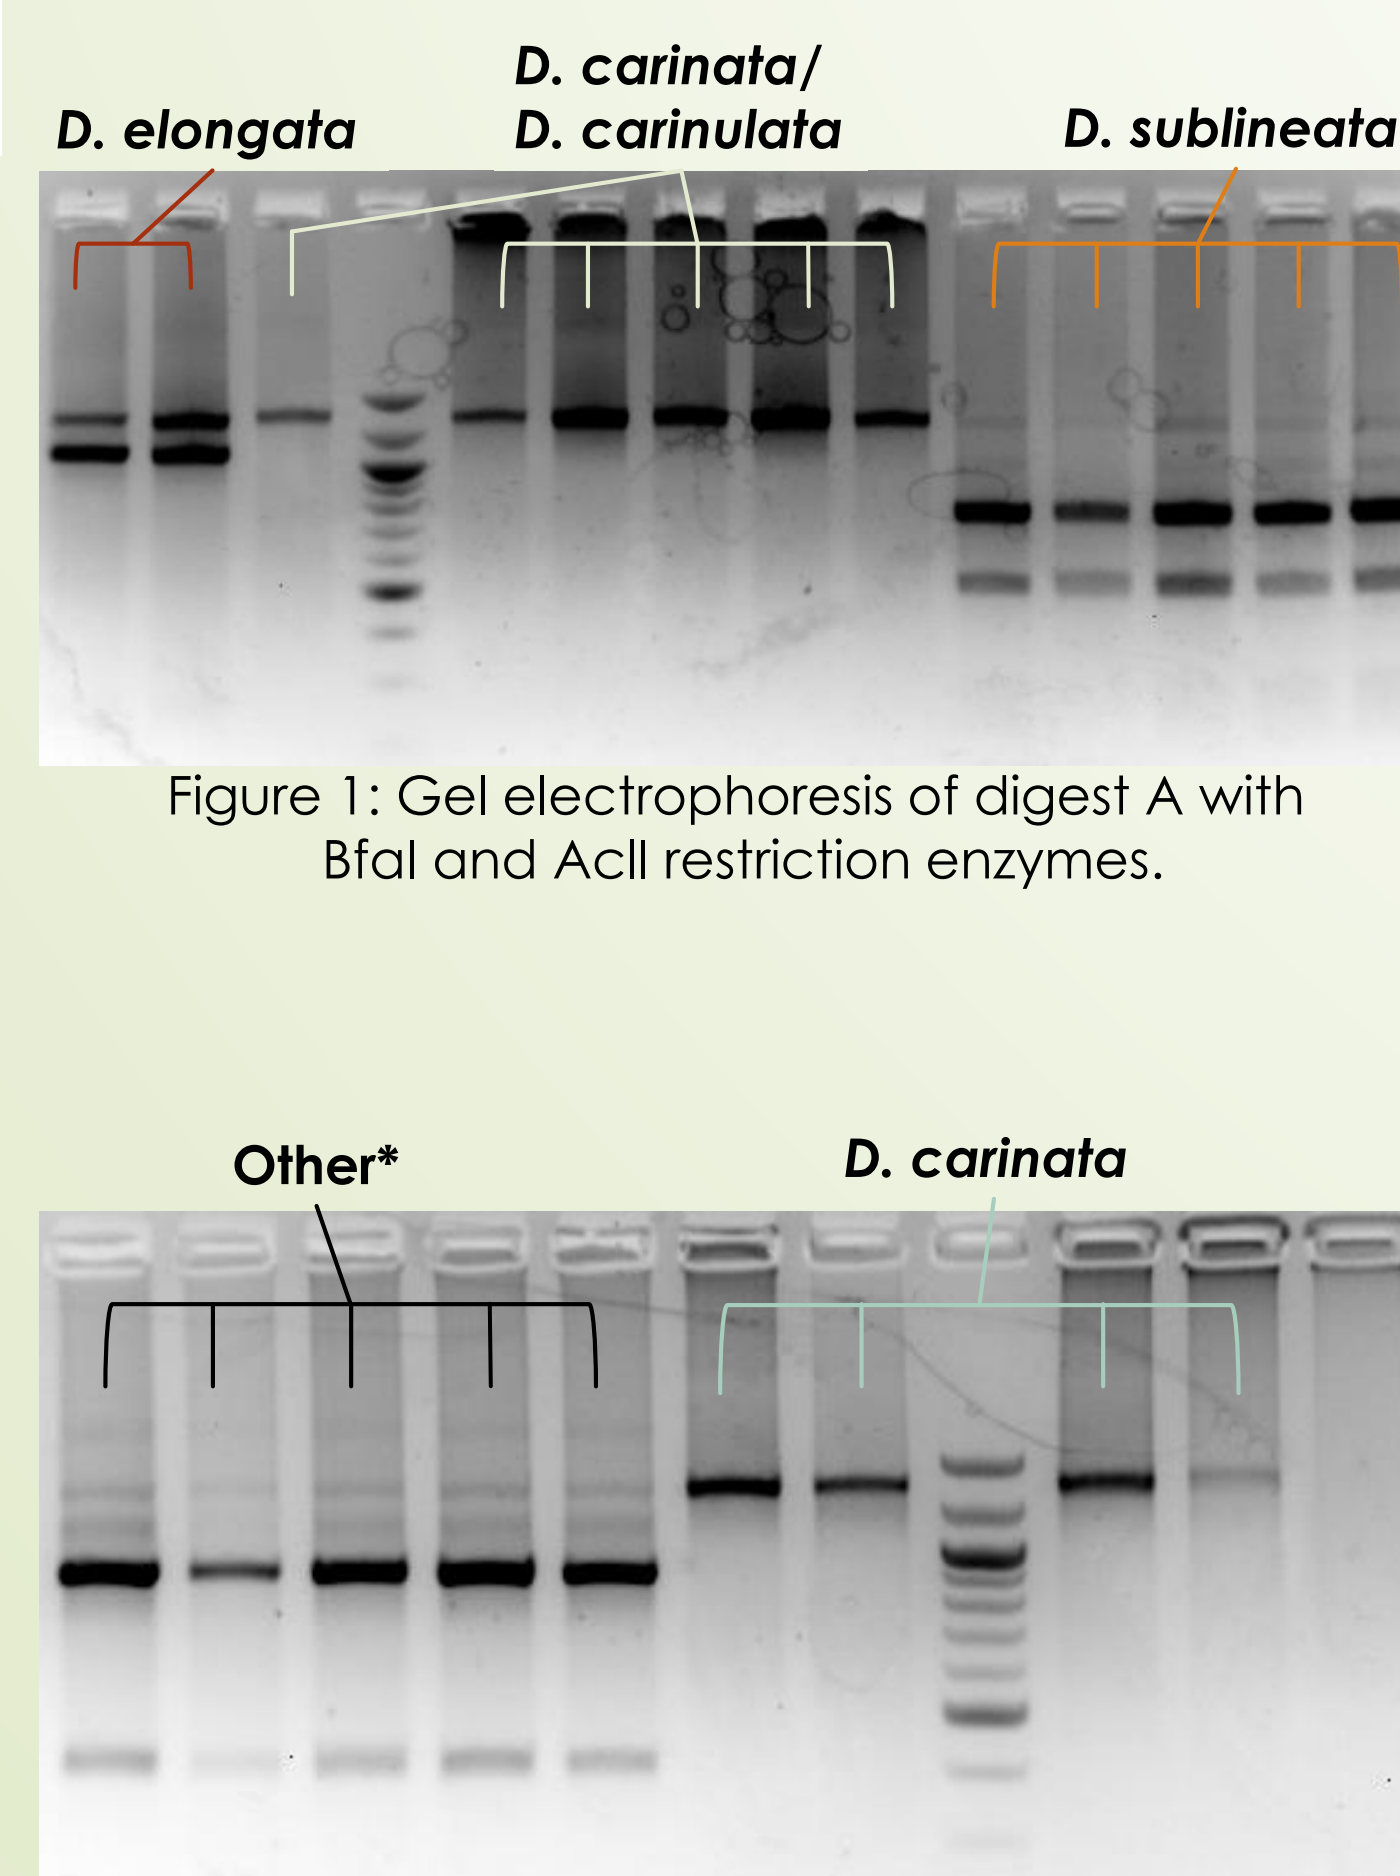 D. carinata/
D. carinulata
D. elongata
D. sublineata
Figure 1: Gel electrophoresis of digest A with
BfaI and AclI restriction enzymes.
Other*
D. carinata